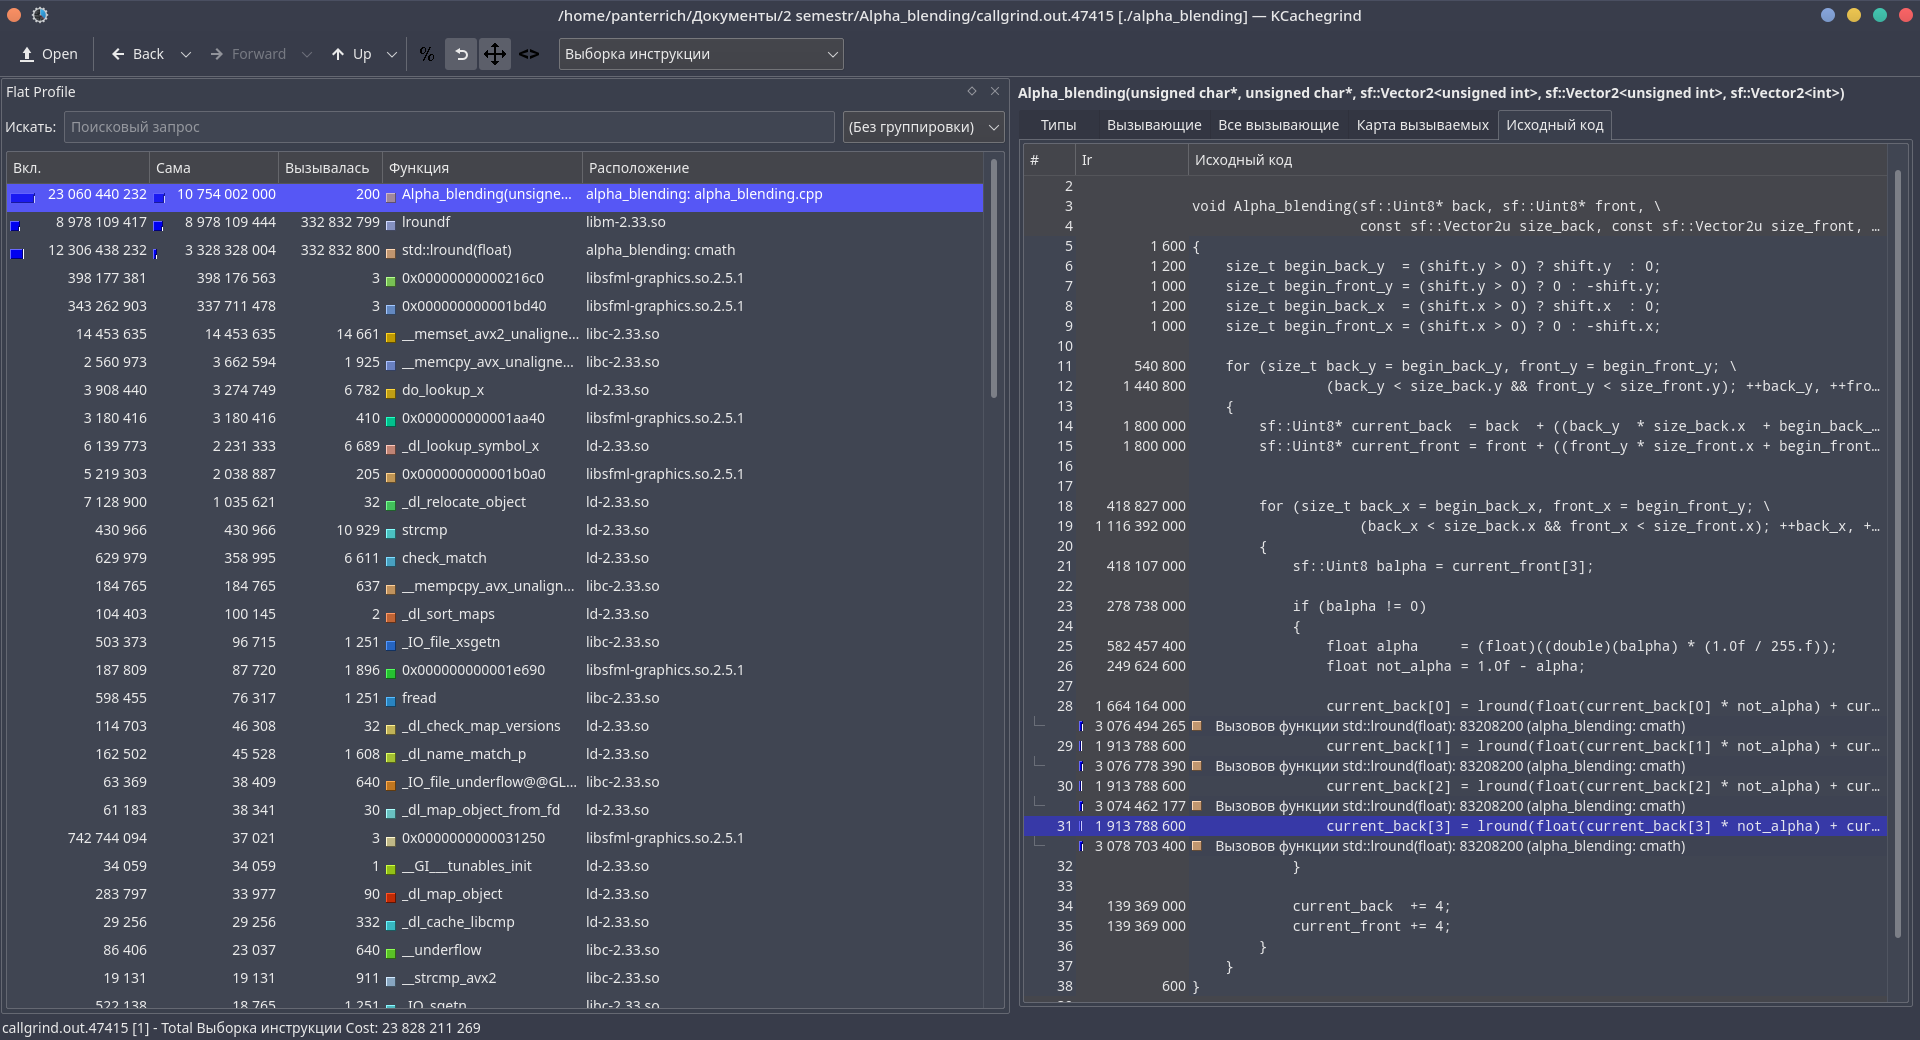 /home/panterrich/Документы/2 semestr/Alpha_blending/callgrind.out.47415 [./alpha_blending] — KCachegrind
Open Back Forward Up % <> Выборка инструкции
Flat Profile
Искать: Поисковый запрос (Без группировки)
Вкл. Сама Вызывалась Функция Расположение
23 060 440 232 10 754 002 000 200 Alpha_blending(unsigne... alpha_blending: alpha_blending.cpp
8 978 109 417 8 978 109 444 332 832 799 lroundf libm-2.33.so
12 306 438 232 3 328 328 004 332 832 800 std::lround(float) alpha_blending: cmath
398 177 381 398 176 563 3 0x00000000000216c0 libsfml-graphics.so.2.5.1
343 262 903 337 711 478 3 0x000000000001bd40 libsfml-graphics.so.2.5.1
14 453 635 14 453 635 14 661 __memset_avx2_unaligne... libc-2.33.so
2 560 973 3 662 594 1 925 __memcpy_avx_unaligne... libc-2.33.so
3 908 440 3 274 749 6 782 do_lookup_x ld-2.33.so
3 180 416 3 180 416 410 0x000000000001aa40 libsfml-graphics.so.2.5.1
6 139 773 2 231 333 6 689 _dl_lookup_symbol_x ld-2.33.so
5 219 303 2 038 887 205 0x000000000001b0a0 libsfml-graphics.so.2.5.1
7 128 900 1 035 621 32 _dl_relocate_object ld-2.33.so
430 966 430 966 10 929 strcmp ld-2.33.so
629 979 358 995 6 611 check_match ld-2.33.so
184 765 184 765 637 __mempcpy_avx_unalign... libc-2.33.so
104 403 100 145 2 _dl_sort_maps ld-2.33.so
503 373 96 715 1 251 _IO_file_xsgetn libc-2.33.so
187 809 87 720 1 896 0x000000000001e690 libsfml-graphics.so.2.5.1
598 455 76 317 1 251 fread libc-2.33.so
114 703 46 308 32 _dl_check_map_versions ld-2.33.so
162 502 45 528 1 608 _dl_name_match_p ld-2.33.so
63 369 38 409 640 _IO_file_underflow@@GL... libc-2.33.so
61 183 38 341 30 _dl_map_object_from_fd ld-2.33.so
742 744 094 37 021 3 0x0000000000031250 libsfml-graphics.so.2.5.1
34 059 34 059 1 __GI___tunables_init ld-2.33.so
283 797 33 977 90 _dl_map_object ld-2.33.so
29 256 29 256 332 _dl_cache_libcmp ld-2.33.so
86 406 23 037 640 __underflow libc-2.33.so
19 131 19 131 911 __strcmp_avx2 libc-2.33.so
522 138 18 765 1 251 _IO_sgetn libc-2.33.so
Alpha_blending(unsigned char*, unsigned char*, sf::Vector2<unsigned int>, sf::Vector2<unsigned int>, sf::Vector2<int>)
Типы Вызывающие Все вызывающие Карта вызываемых Исходный код
# Ir Исходный код
2
3 void Alpha_blending(sf::Uint8* back, sf::Uint8* front, \
4 const sf::Vector2u size_back, const sf::Vector2u size_front, …
5 1 600 {
6 1 200 size_t begin_back_y  = (shift.y > 0) ? shift.y  : 0;
7 1 000 size_t begin_front_y = (shift.y > 0) ? 0 : -shift.y;
8 1 200 size_t begin_back_x  = (shift.x > 0) ? shift.x  : 0;
9 1 000 size_t begin_front_x = (shift.x > 0) ? 0 : -shift.x;
10
11 540 800 for (size_t back_y = begin_back_y, front_y = begin_front_y; \
12 1 440 800 (back_y < size_back.y && front_y < size_front.y); ++back_y, ++fro…
13 {
14 1 800 000 sf::Uint8* current_back  = back  + ((back_y  * size_back.x  + begin_back_…
15 1 800 000 sf::Uint8* current_front = front + ((front_y * size_front.x + begin_front…
16
17
18 418 827 000 for (size_t back_x = begin_back_x, front_x = begin_front_y; \
19 1 116 392 000 (back_x < size_back.x && front_x < size_front.x); ++back_x, +…
20 {
21 418 107 000 sf::Uint8 balpha = current_front[3];
22
23 278 738 000 if (balpha != 0)
24 {
25 582 457 400 float alpha     = (float)((double)(balpha) * (1.0f / 255.f));
26 249 624 600 float not_alpha = 1.0f - alpha;
27
28 1 664 164 000 current_back[0] = lround(float(current_back[0] * not_alpha) + cur…
3 076 494 265 Вызовов функции std::lround(float): 83208200 (alpha_blending: cmath)
29 1 913 788 600 current_back[1] = lround(float(current_back[1] * not_alpha) + cur…
3 076 778 390 Вызовов функции std::lround(float): 83208200 (alpha_blending: cmath)
30 1 913 788 600 current_back[2] = lround(float(current_back[2] * not_alpha) + cur…
3 074 462 177 Вызовов функции std::lround(float): 83208200 (alpha_blending: cmath)
31 1 913 788 600 current_back[3] = lround(float(current_back[3] * not_alpha) + cur…
3 078 703 400 Вызовов функции std::lround(float): 83208200 (alpha_blending: cmath)
32 }
33
34 139 369 000 current_back  += 4;
35 139 369 000 current_front += 4;
36 }
37 }
38 600 }
callgrind.out.47415 [1] - Total Выборка инструкции Cost: 23 828 211 269